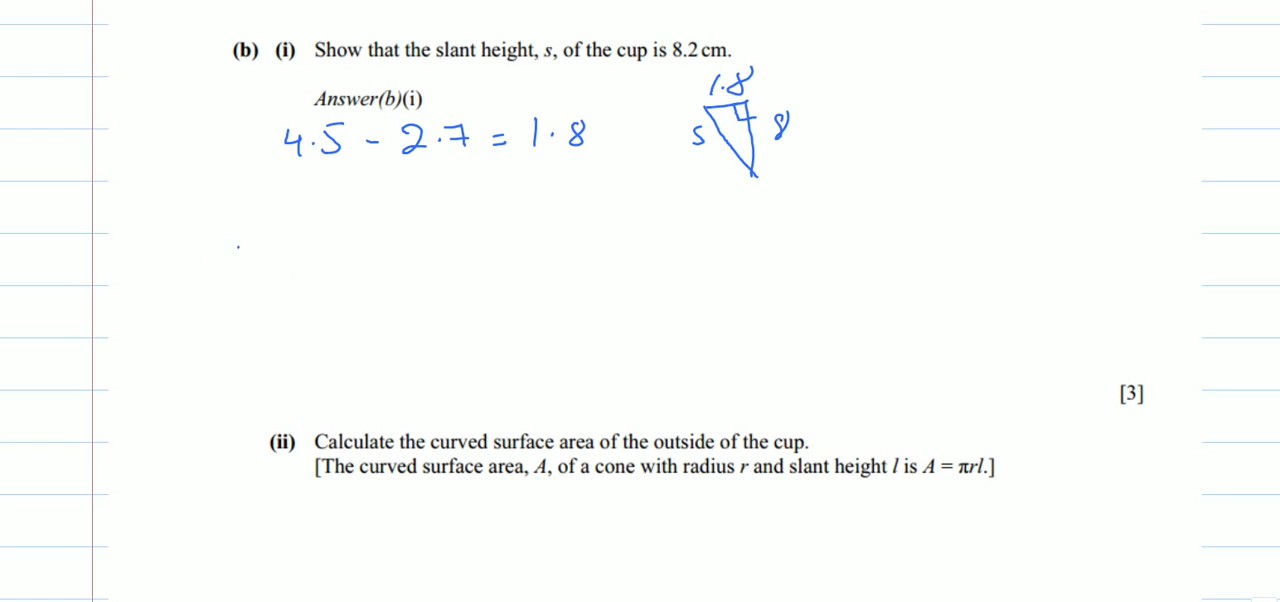 (b) (i) Show that the slant height, s, of the cup is 8.2 cm.
Answer(b)(i)
4.5 - 2.7 = 1.8
1.8
s
8
[3]
(ii) Calculate the curved surface area of the outside of the cup.
[The curved surface area, A, of a cone with radius r and slant height l is A = πrl.]